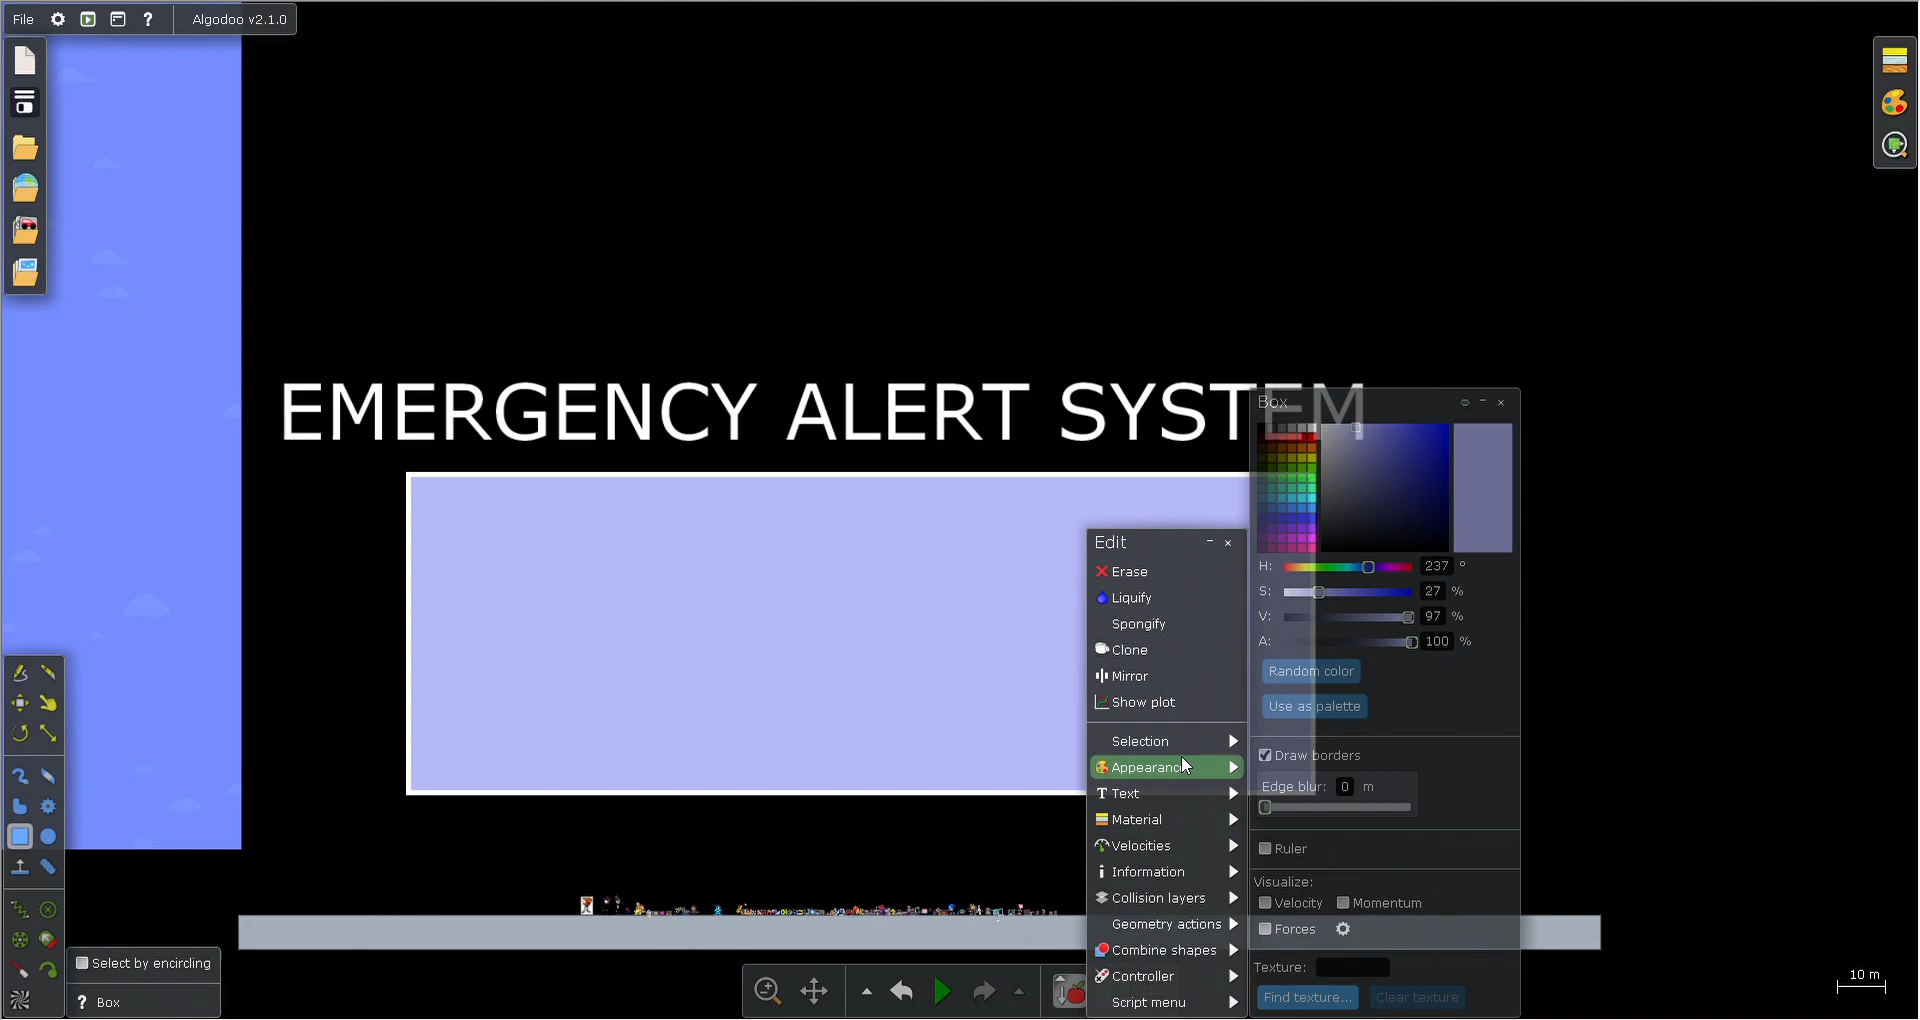 File ? Algodoo v2.1.0
EMERGENCY ALERT SYSTEM
Edit
Erase
Liquify
Spongify
Clone
Mirror
Show plot
Selection
Appearanc
Text
Material
Velocities
Information
Collision layers
Geometry actions
Combine shapes
Controller
Script menu
Box
H: 237 °
S: 27 %
V: 97 %
A: 100 %
Random color
Use as palette
Draw borders
Edge blur: 0 m
Ruler
Visualize:
Velocity Momentum
Forces
Texture:
Find texture... Clear texture
Select by encircling
? Box
10 m